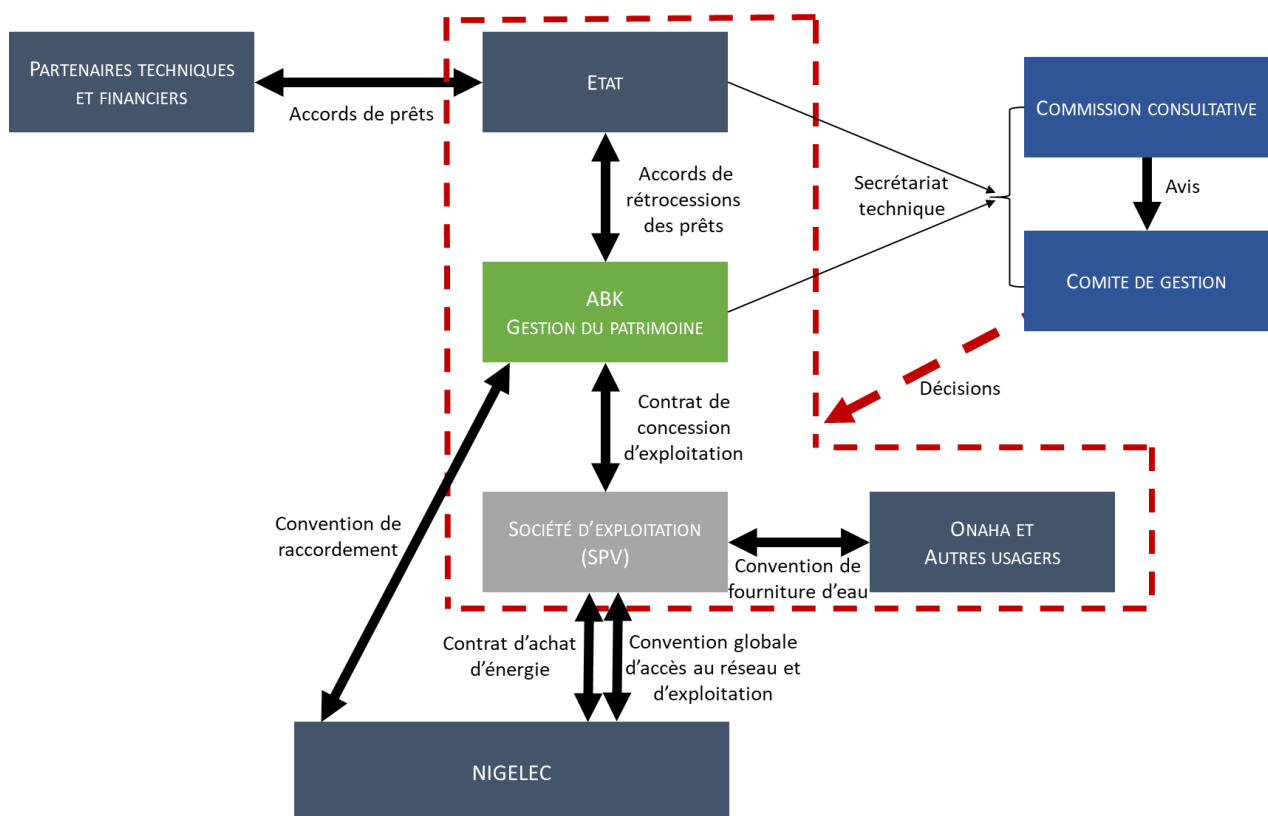 PARTENAIRES TECHNIQUES
ET FINANCIERS
Accords de prêts
ETAT
COMMISSION CONSULTATIVE
Accords de
rétrocessions
des prêts
Secrétariat
technique
Avis
ABK
GESTION DU PATRIMOINE
COMITE DE GESTION
Décisions
Contrat de
concession
d’exploitation
Convention de
raccordement
SOCIÉTÉ D’EXPLOITATION
(SPV)
Convention de
fourniture d’eau
ONAHA ET
AUTRES USAGERS
Contrat d’achat
d’énergie
Convention globale
d’accès au réseau et
d’exploitation
NIGELEC